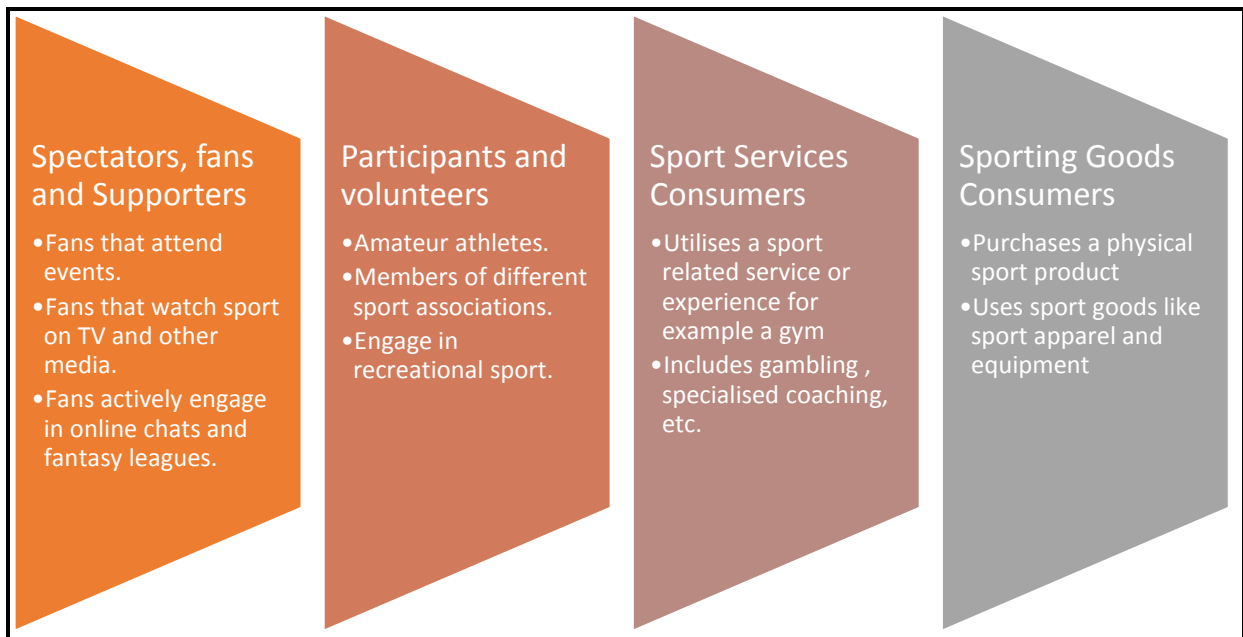 Spectators, fans
and Supporters
•Fans that attend
events.
•Fans that watch sport
on TV and other
media.
•Fans actively engage
in online chats and
fantasy leagues.
Participants and
volunteers
•Amateur athletes.
•Members of different
sport associations.
•Engage in
recreational sport.
Sport Services
Consumers
•Utilises a sport
related service or
experience for
example a gym
•Includes gambling ,
specialised coaching,
etc.
Sporting Goods
Consumers
•Purchases a physical
sport product
•Uses sport goods like
sport apparel and
equipment